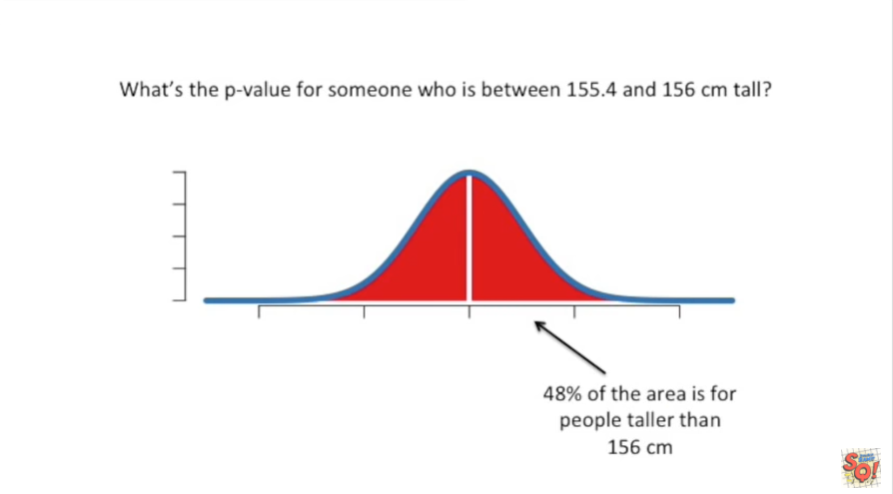 What's the p-value for someone who is between 155.4 and 156 cm tall?
48% of the area is for
people taller than
156 cm
SQ!